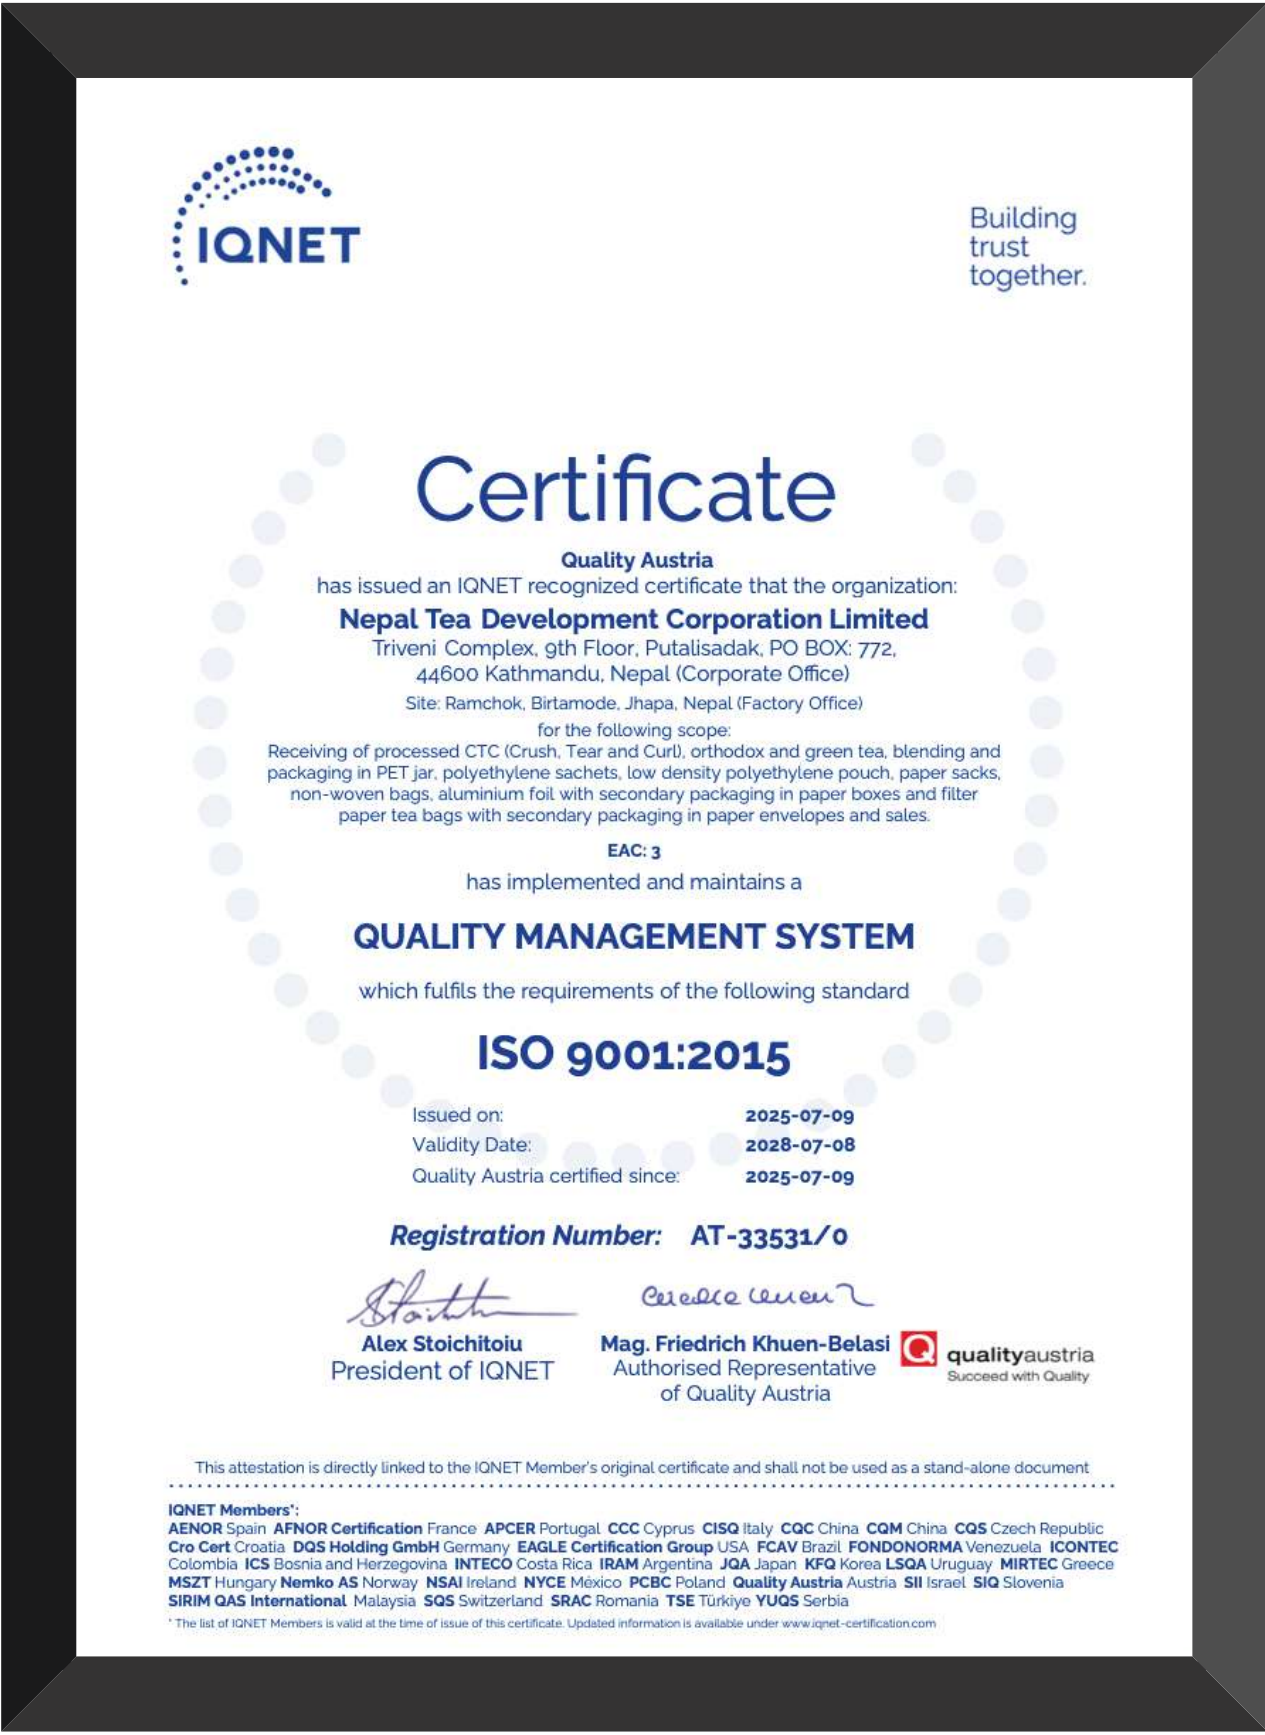 IQNET
Building
trust
together.
Certificate
Quality Austria
has issued an IQNET recognized certificate that the organization:
Nepal Tea Development Corporation Limited
Triveni Complex, 9th Floor, Putalisadak, PO BOX: 772,
44600 Kathmandu, Nepal (Corporate Office)
Site: Ramchok, Birtamode, Jhapa, Nepal (Factory Office)
for the following scope:
Receiving of processed CTC (Crush, Tear and Curl), orthodox and green tea, blending and
packaging in PET jar, polyethylene sachets, low density polyethylene pouch, paper sacks,
non-woven bags, aluminium foil with secondary packaging in paper boxes and filter
paper tea bags with secondary packaging in paper envelopes and sales.
EAC: 3
has implemented and maintains a
QUALITY MANAGEMENT SYSTEM
which fulfils the requirements of the following standard
ISO 9001:2015
Issued on: 2025-07-09
Validity Date: 2028-07-08
Quality Austria certified since: 2025-07-09
Registration Number: AT-33531/0
Alex Stoichitoiu
President of IQNET
Mag. Friedrich Khuen-Belasi
Authorised Representative
of Quality Austria
qualityaustria
Succeed with Quality
This attestation is directly linked to the IQNET Member's original certificate and shall not be used as a stand-alone document
IQNET Members*:
AENOR Spain AFNOR Certification France APCER Portugal CCC Cyprus CISQ Italy CQC China CQM China CQS Czech Republic
Cro Cert Croatia DQS Holding GmbH Germany EAGLE Certification Group USA FCAV Brazil FONDONORMA Venezuela ICONTEC
Colombia ICS Bosnia and Herzegovina INTECO Costa Rica IRAM Argentina JQA Japan KFQ Korea LSQA Uruguay MIRTEC Greece
MSZT Hungary Nemko AS Norway NSAI Ireland NYCE México PCBC Poland Quality Austria Austria SII Israel SIQ Slovenia
SIRIM QAS International Malaysia SQS Switzerland SRAC Romania TSE Türkiye YUQS Serbia
* The list of IQNET Members is valid at the time of issue of this certificate. Updated information is available under www.iqnet-certification.com